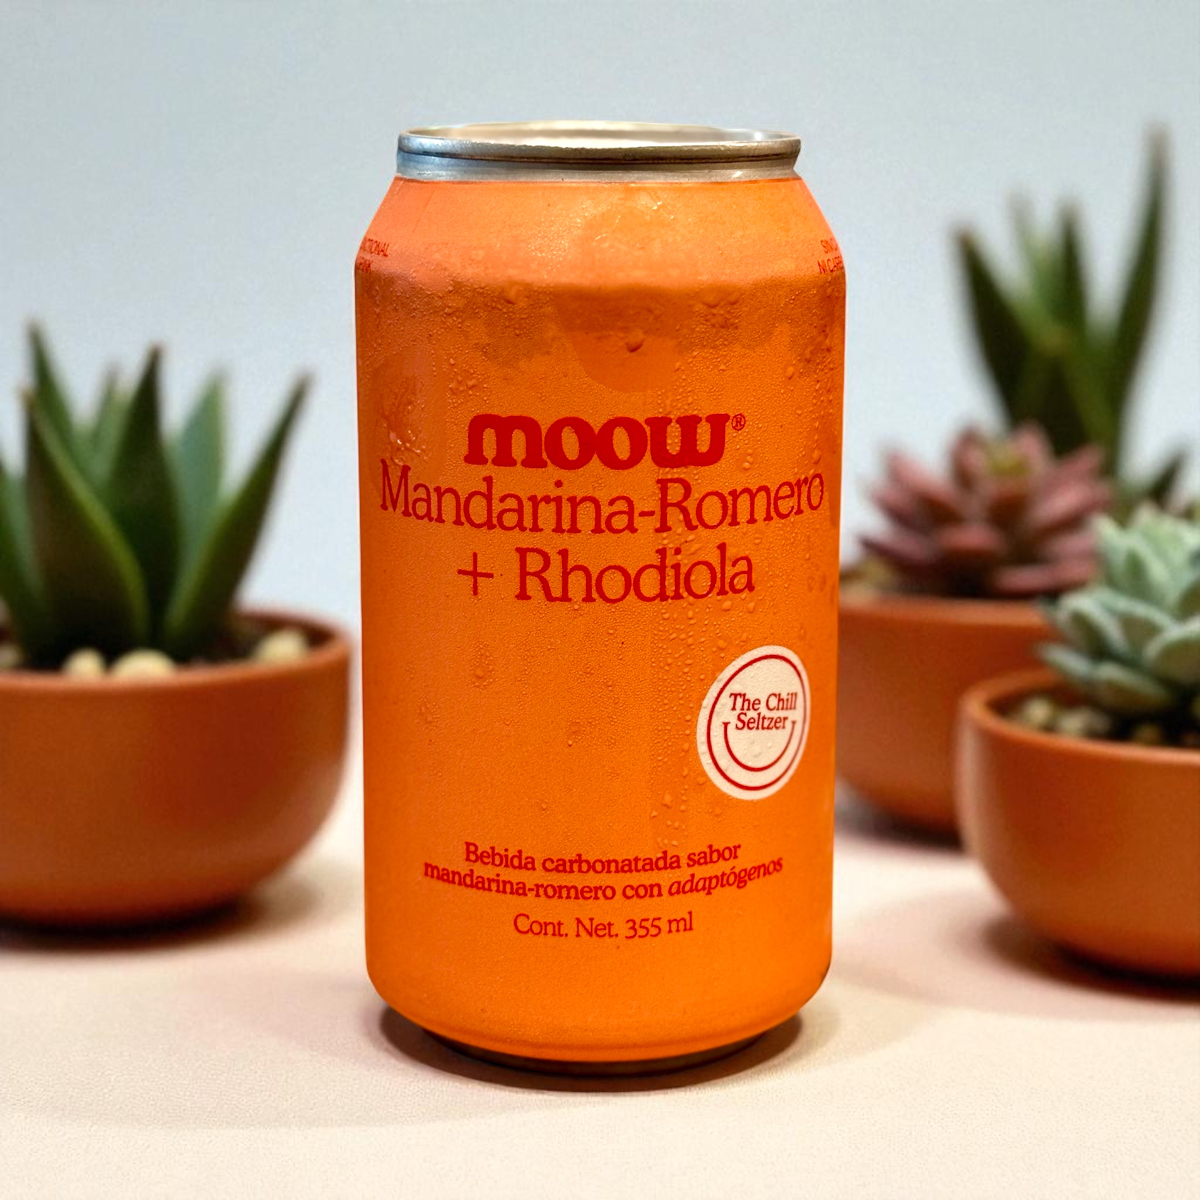 moow®
Mandarina-Romero
+ Rhodiola
The Chill
Seltzer
Bebida carbonatada sabor
mandarina-romero con adaptógenos
Cont. Net. 355 ml